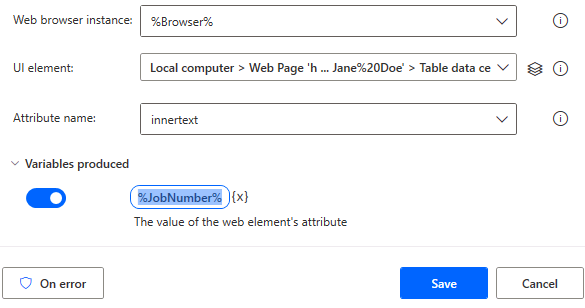 Web browser instance: %Browser%
UI element: Local computer > Web Page 'h ... Jane%20Doe' > Table data ce
Attribute name: innertext
Variables produced
%JobNumber% {x}
The value of the web element's attribute
On error Save Cancel